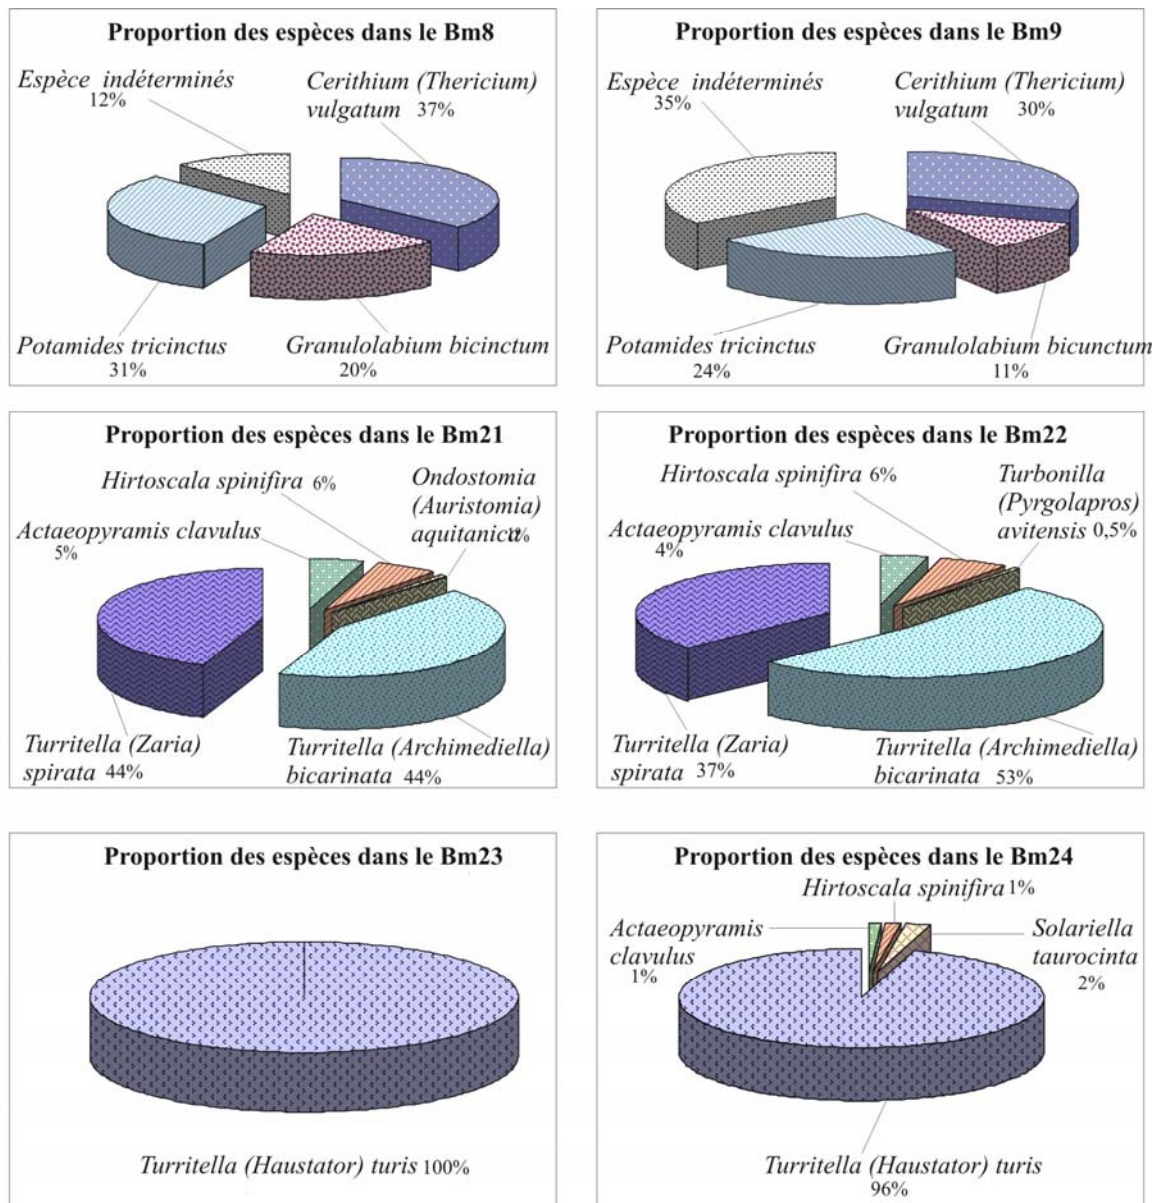 Proportion des espèces dans le Bm8
Espèce indéterminés
12%
Cerithium (Thericium)
vulgatum 37%
Potamides tricinctus
31%
Granulolabium bicinctum
20%
Proportion des espèces dans le Bm9
Espèce indéterminés
35%
Cerithium (Thericium)
vulgatum 30%
Potamides tricinctus
24%
Granulolabium bicunctum
11%
Proportion des espèces dans le Bm21
Hirtoscala spinifira 6%
Ondostomia
(Auristomia)
aquitanica
Actaeopyramis clavulus
5%
Turritella (Zaria)
spirata 44%
Turritella (Archimediella)
bicarinata 44%
Proportion des espèces dans le Bm22
Hirtoscala spinifira 6%
Turbonilla
(Pyrgolapros)
avitensis 0,5%
Actaeopyramis clavulus
4%
Turritella (Zaria)
spirata 37%
Turritella (Archimediella)
bicarinata 53%
Proportion des espèces dans le Bm23
Turritella (Haustator) turis 100%
Proportion des espèces dans le Bm24
Hirtoscala spinifira 1%
Actaeopyramis
clavulus
1%
Solariella
taurocinta
2%
Turritella (Haustator) turis
96%